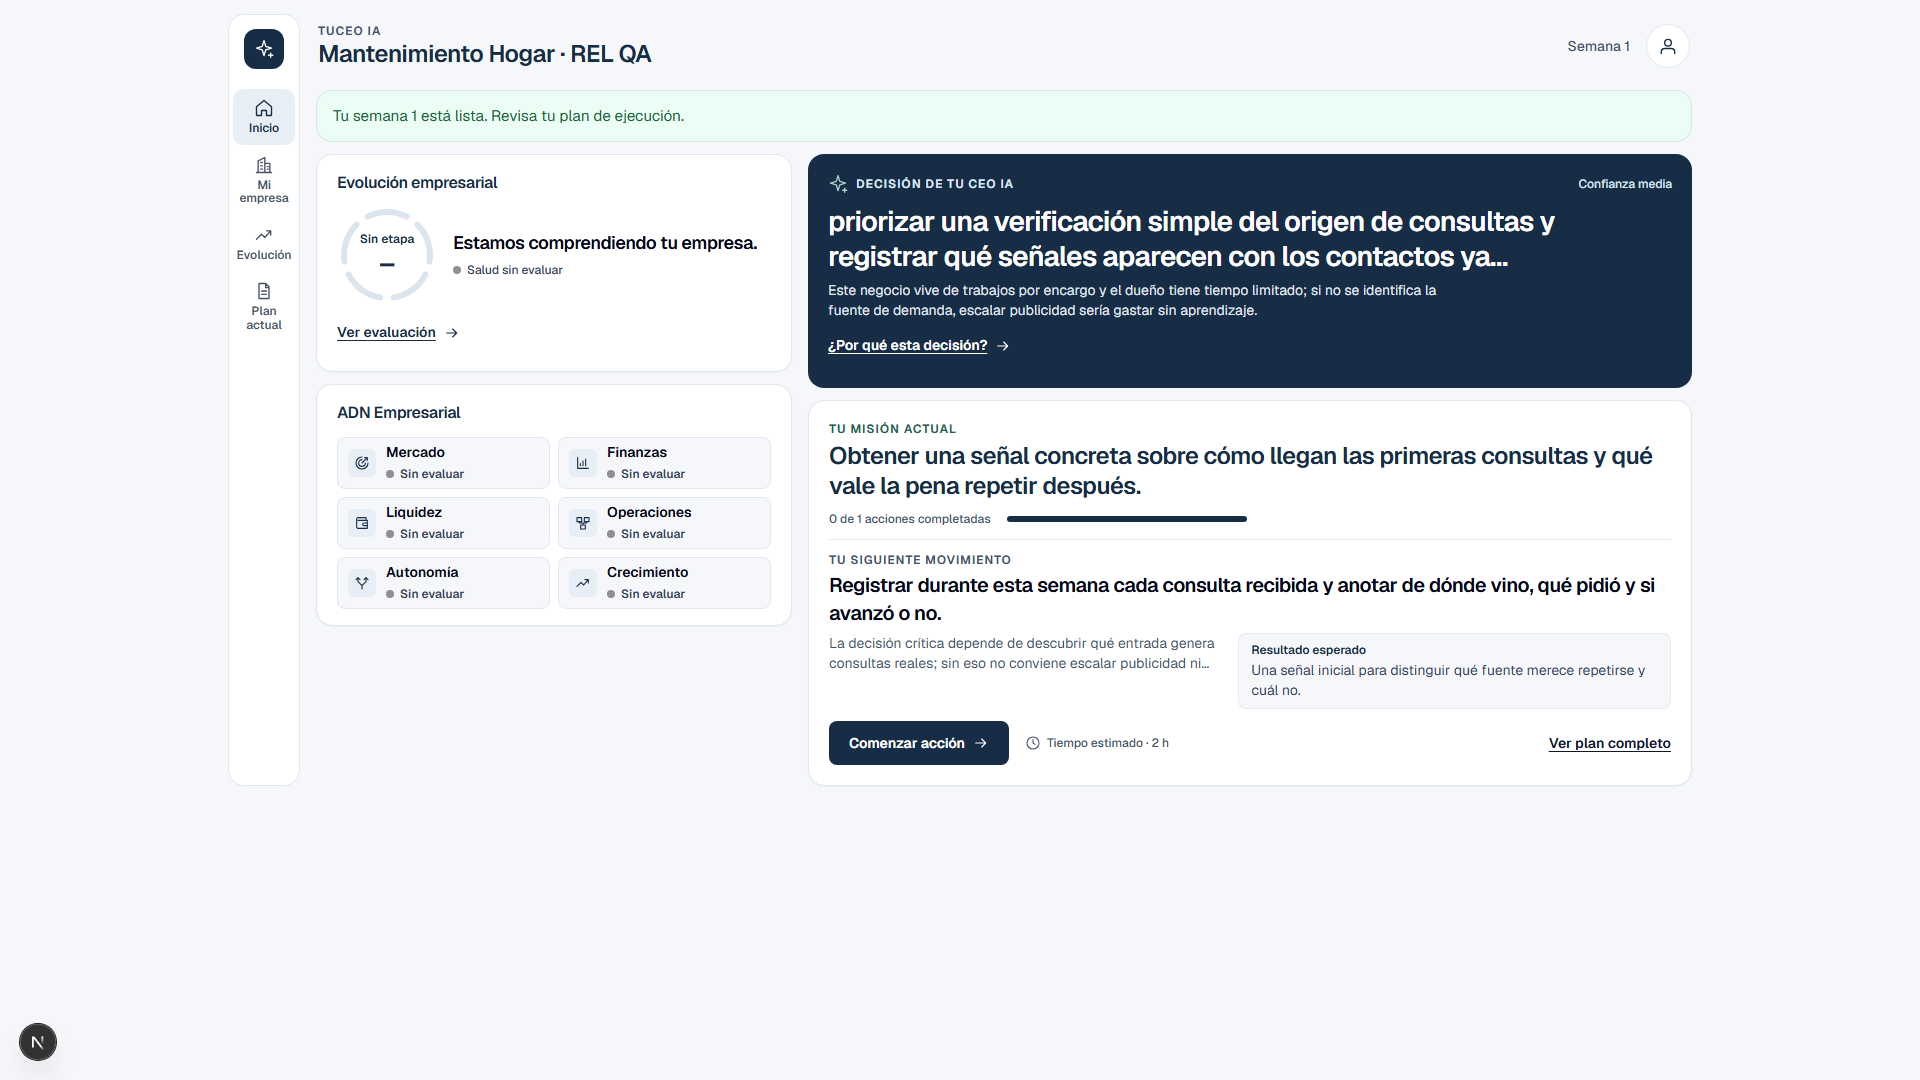 TUCEO IA
Mantenimiento Hogar · REL QA
Semana 1
Inicio
Mi
empresa
Evolución
Plan
actual
Tu semana 1 está lista. Revisa tu plan de ejecución.
Evolución empresarial
Sin etapa
–
Estamos comprendiendo tu empresa.
Salud sin evaluar
Ver evaluación →
ADN Empresarial
Mercado
Sin evaluar
Finanzas
Sin evaluar
Liquidez
Sin evaluar
Operaciones
Sin evaluar
Autonomía
Sin evaluar
Crecimiento
Sin evaluar
DECISIÓN DE TU CEO IA
Confianza media
priorizar una verificación simple del origen de consultas y
registrar qué señales aparecen con los contactos ya...
Este negocio vive de trabajos por encargo y el dueño tiene tiempo limitado; si no se identifica la
fuente de demanda, escalar publicidad sería gastar sin aprendizaje.
¿Por qué esta decisión? →
TU MISIÓN ACTUAL
Obtener una señal concreta sobre cómo llegan las primeras consultas y qué
vale la pena repetir después.
0 de 1 acciones completadas
TU SIGUIENTE MOVIMIENTO
Registrar durante esta semana cada consulta recibida y anotar de dónde vino, qué pidió y si
avanzó o no.
La decisión crítica depende de descubrir qué entrada genera
consultas reales; sin eso no conviene escalar publicidad ni...
Resultado esperado
Una señal inicial para distinguir qué fuente merece repetirse y
cuál no.
Comenzar acción →
Tiempo estimado · 2 h
Ver plan completo
N